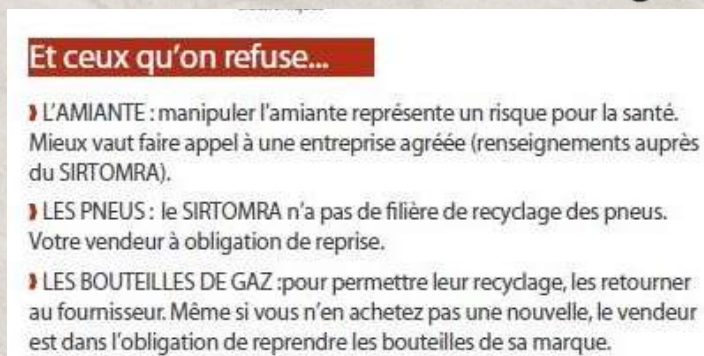 Et ceux qu'on refuse...
L'AMIANTE : manipuler l'amiante représente un risque pour la santé.
Mieux vaut faire appel à une entreprise agréée (renseignements auprès
du SIRTOMRA).
LES PNEUS : le SIRTOMRA n'a pas de filière de recyclage des pneus.
Votre vendeur à obligation de reprise.
LES BOUTEILLES DE GAZ :pour permettre leur recyclage, les retourner
au fournisseur. Même si vous n'en achetez pas une nouvelle, le vendeur
est dans l'obligation de reprendre les bouteilles de sa marque.